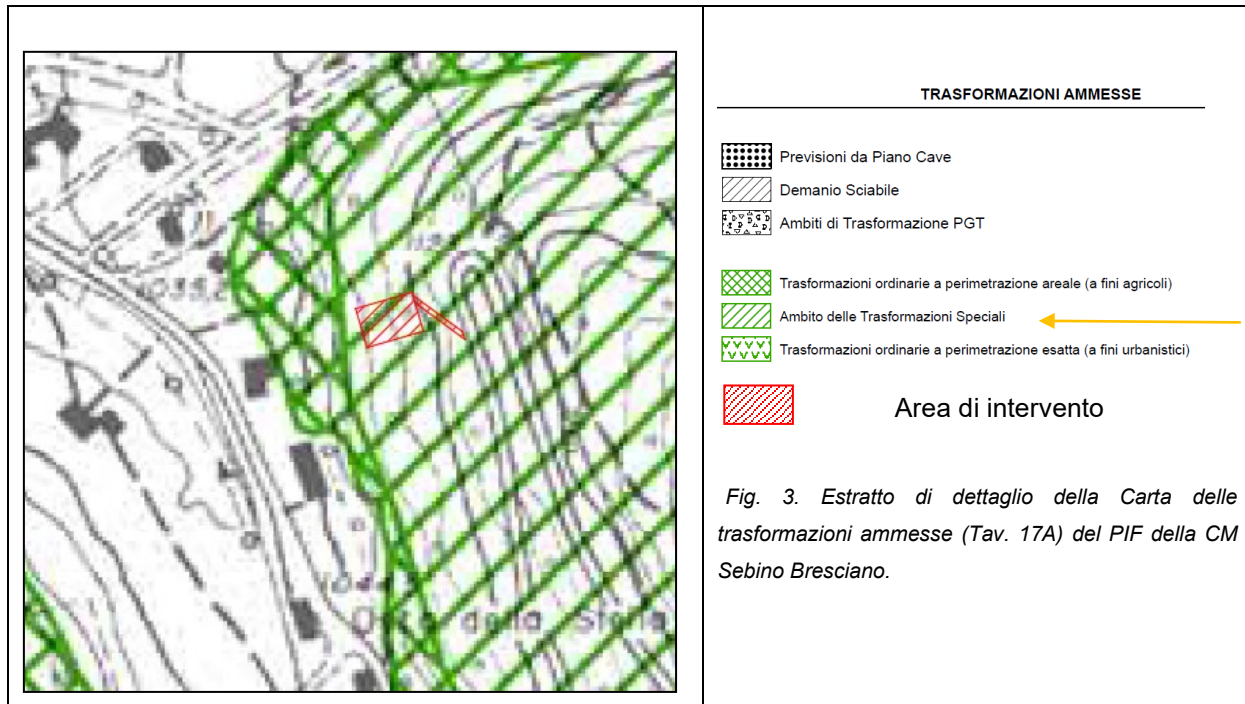 TRASFORMAZIONI AMMESSE
Previsioni da Piano Cave
Demanio Sciabile
Ambiti di Trasformazione PGT
Trasformazioni ordinarie a perimetrazione areale (a fini agricoli)
Ambito delle Trasformazioni Speciali
Trasformazioni ordinarie a perimetrazione esatta (a fini urbanistici)
Area di intervento
Fig. 3. Estratto di dettaglio della Carta delle
trasformazioni ammesse (Tav. 17A) del PIF della CM
Sebino Bresciano.